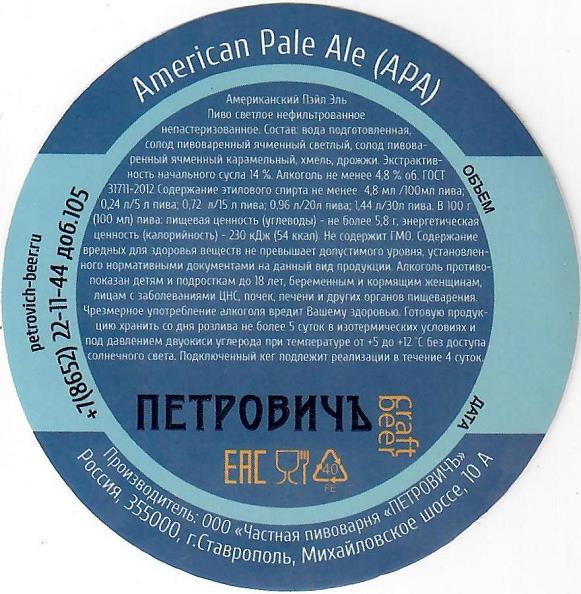 American Pale Ale (APA)
Американский Пэйл Эль
Пиво светлое нефильтрованное
непастеризованное. Состав: вода подготовленная,
солод пивоваренный ячменный светлый, солод пивова-
ренный ячменный карамельный, хмель, дрожжи. Экстрактив-
ность начального сусла 14 %. Алкоголь не менее 4,8 % об. ГОСТ
31711-2012 Содержание этилового спирта не менее 4,8 мл /100мл пива;
0,24 л/5 л пива; 0,72 л/15 л пива; 0,96 л/20л пива; 1,44 л/30л пива. В 100 г
(100 мл) пива: пищевая ценность (углеводы) - не более 5,8 г, энергетическая
ценность (калорийность) - 230 кДж (54 ккал). Не содержит ГМО. Содержание
вредных для здоровья веществ не превышает допустимого уровня, установлен-
ного нормативными документами на данный вид продукции. Алкоголь противо-
показан детям и подросткам до 18 лет, беременным и кормящим женщинам,
лицам с заболеваниями ЦНС, почек, печени и других органов пищеварения.
Чрезмерное употребление алкоголя вредит Вашему здоровью. Готовую продук-
цию хранить со дня розлива не более 5 суток в изотермических условиях и
под давлением двуокиси углерода при температуре от +5 до +12 °С без доступа
солнечного света. Подключенный кег подлежит реализации в течение 4 суток.
ОБЪЕМ
ДАТА
petrovich-beer.ru
+7(8652) 22-11-44 доб.105
ПЕТРОВИЧЪ
craft
beer
EAC
40
FE
Производитель: ООО «Частная пивоварня «ПЕТРОВИЧЪ»
Россия, 355000, г.Ставрополь, Михайловское шоссе, 10 А